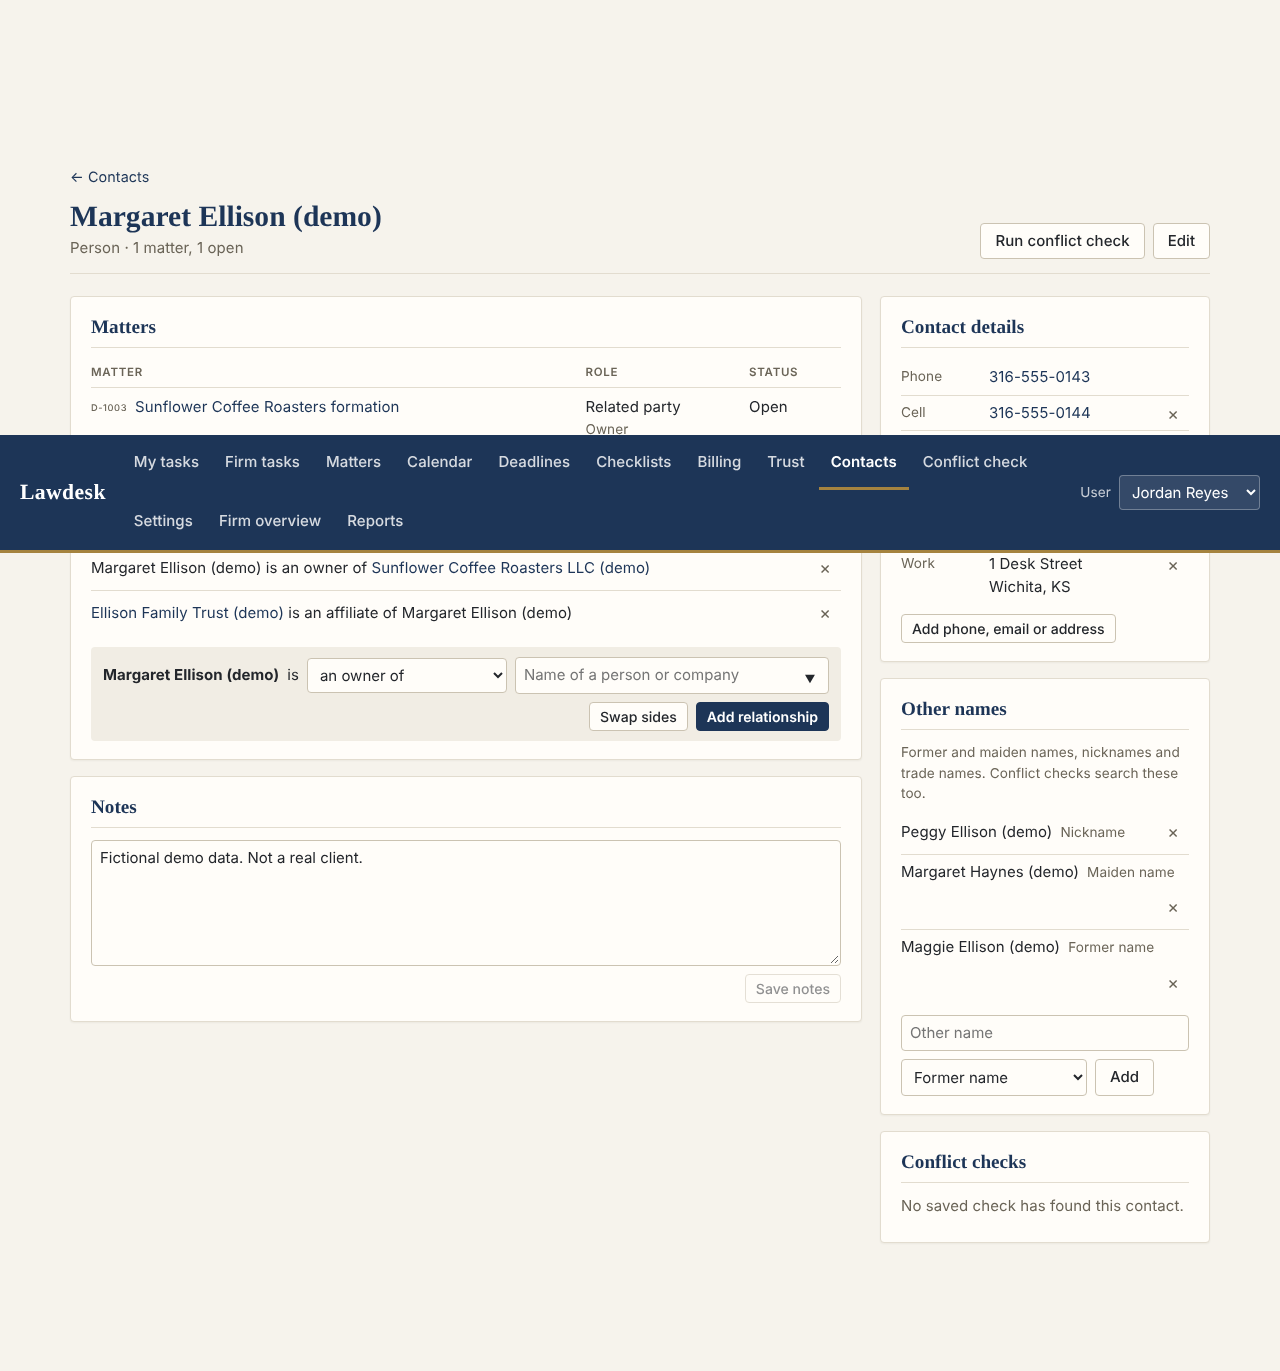 ← Contacts
Margaret Ellison (demo)
Person · 1 matter, 1 open
Run conflict check
Edit
Matters
MATTER ROLE STATUS
D-1003 Sunflower Coffee Roasters formation Related party Open
Owner
Contact details
Phone 316-555-0143
Cell 316-555-0144 ×
Lawdesk
My tasks Firm tasks Matters Calendar Deadlines Checklists Billing Trust Contacts Conflict check
Settings Firm overview Reports
User Jordan Reyes
Margaret Ellison (demo) is an owner of Sunflower Coffee Roasters LLC (demo) ×
Ellison Family Trust (demo) is an affiliate of Margaret Ellison (demo) ×
Margaret Ellison (demo) is an owner of Name of a person or company
Swap sides Add relationship
Work 1 Desk Street ×
Wichita, KS
Add phone, email or address
Notes
Fictional demo data. Not a real client.
Save notes
Other names
Former and maiden names, nicknames and
trade names. Conflict checks search these
too.
Peggy Ellison (demo) Nickname ×
Margaret Haynes (demo) Maiden name
×
Maggie Ellison (demo) Former name
×
Other name
Former name Add
Conflict checks
No saved check has found this contact.